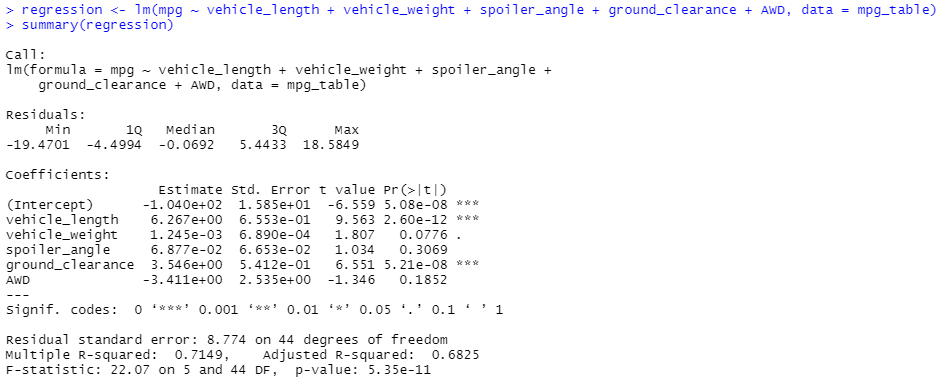 > regression <- lm(mpg ~ vehicle_length + vehicle_weight + spoiler_angle + ground_clearance + AWD, data = mpg_table)
> summary(regression)

Call:
lm(formula = mpg ~ vehicle_length + vehicle_weight + spoiler_angle +
    ground_clearance + AWD, data = mpg_table)

Residuals:
     Min       1Q   Median       3Q      Max
-19.4701  -4.4994  -0.0692   5.4433  18.5849

Coefficients:
                   Estimate Std. Error t value Pr(>|t|)
(Intercept)      -1.040e+02  1.585e+01  -6.559 5.08e-08 ***
vehicle_length    6.267e+00  6.553e-01   9.563 2.60e-12 ***
vehicle_weight    1.245e-03  6.890e-04   1.807   0.0776 .
spoiler_angle     6.877e-02  6.653e-02   1.034   0.3069
ground_clearance  3.546e+00  5.412e-01   6.551 5.21e-08 ***
AWD              -3.411e+00  2.535e+00  -1.346   0.1852
---
Signif. codes:  0 ‘***’ 0.001 ‘**’ 0.01 ‘*’ 0.05 ‘.’ 0.1 ‘ ’ 1

Residual standard error: 8.774 on 44 degrees of freedom
Multiple R-squared:  0.7149,	Adjusted R-squared:  0.6825
F-statistic: 22.07 on 5 and 44 DF,  p-value: 5.35e-11